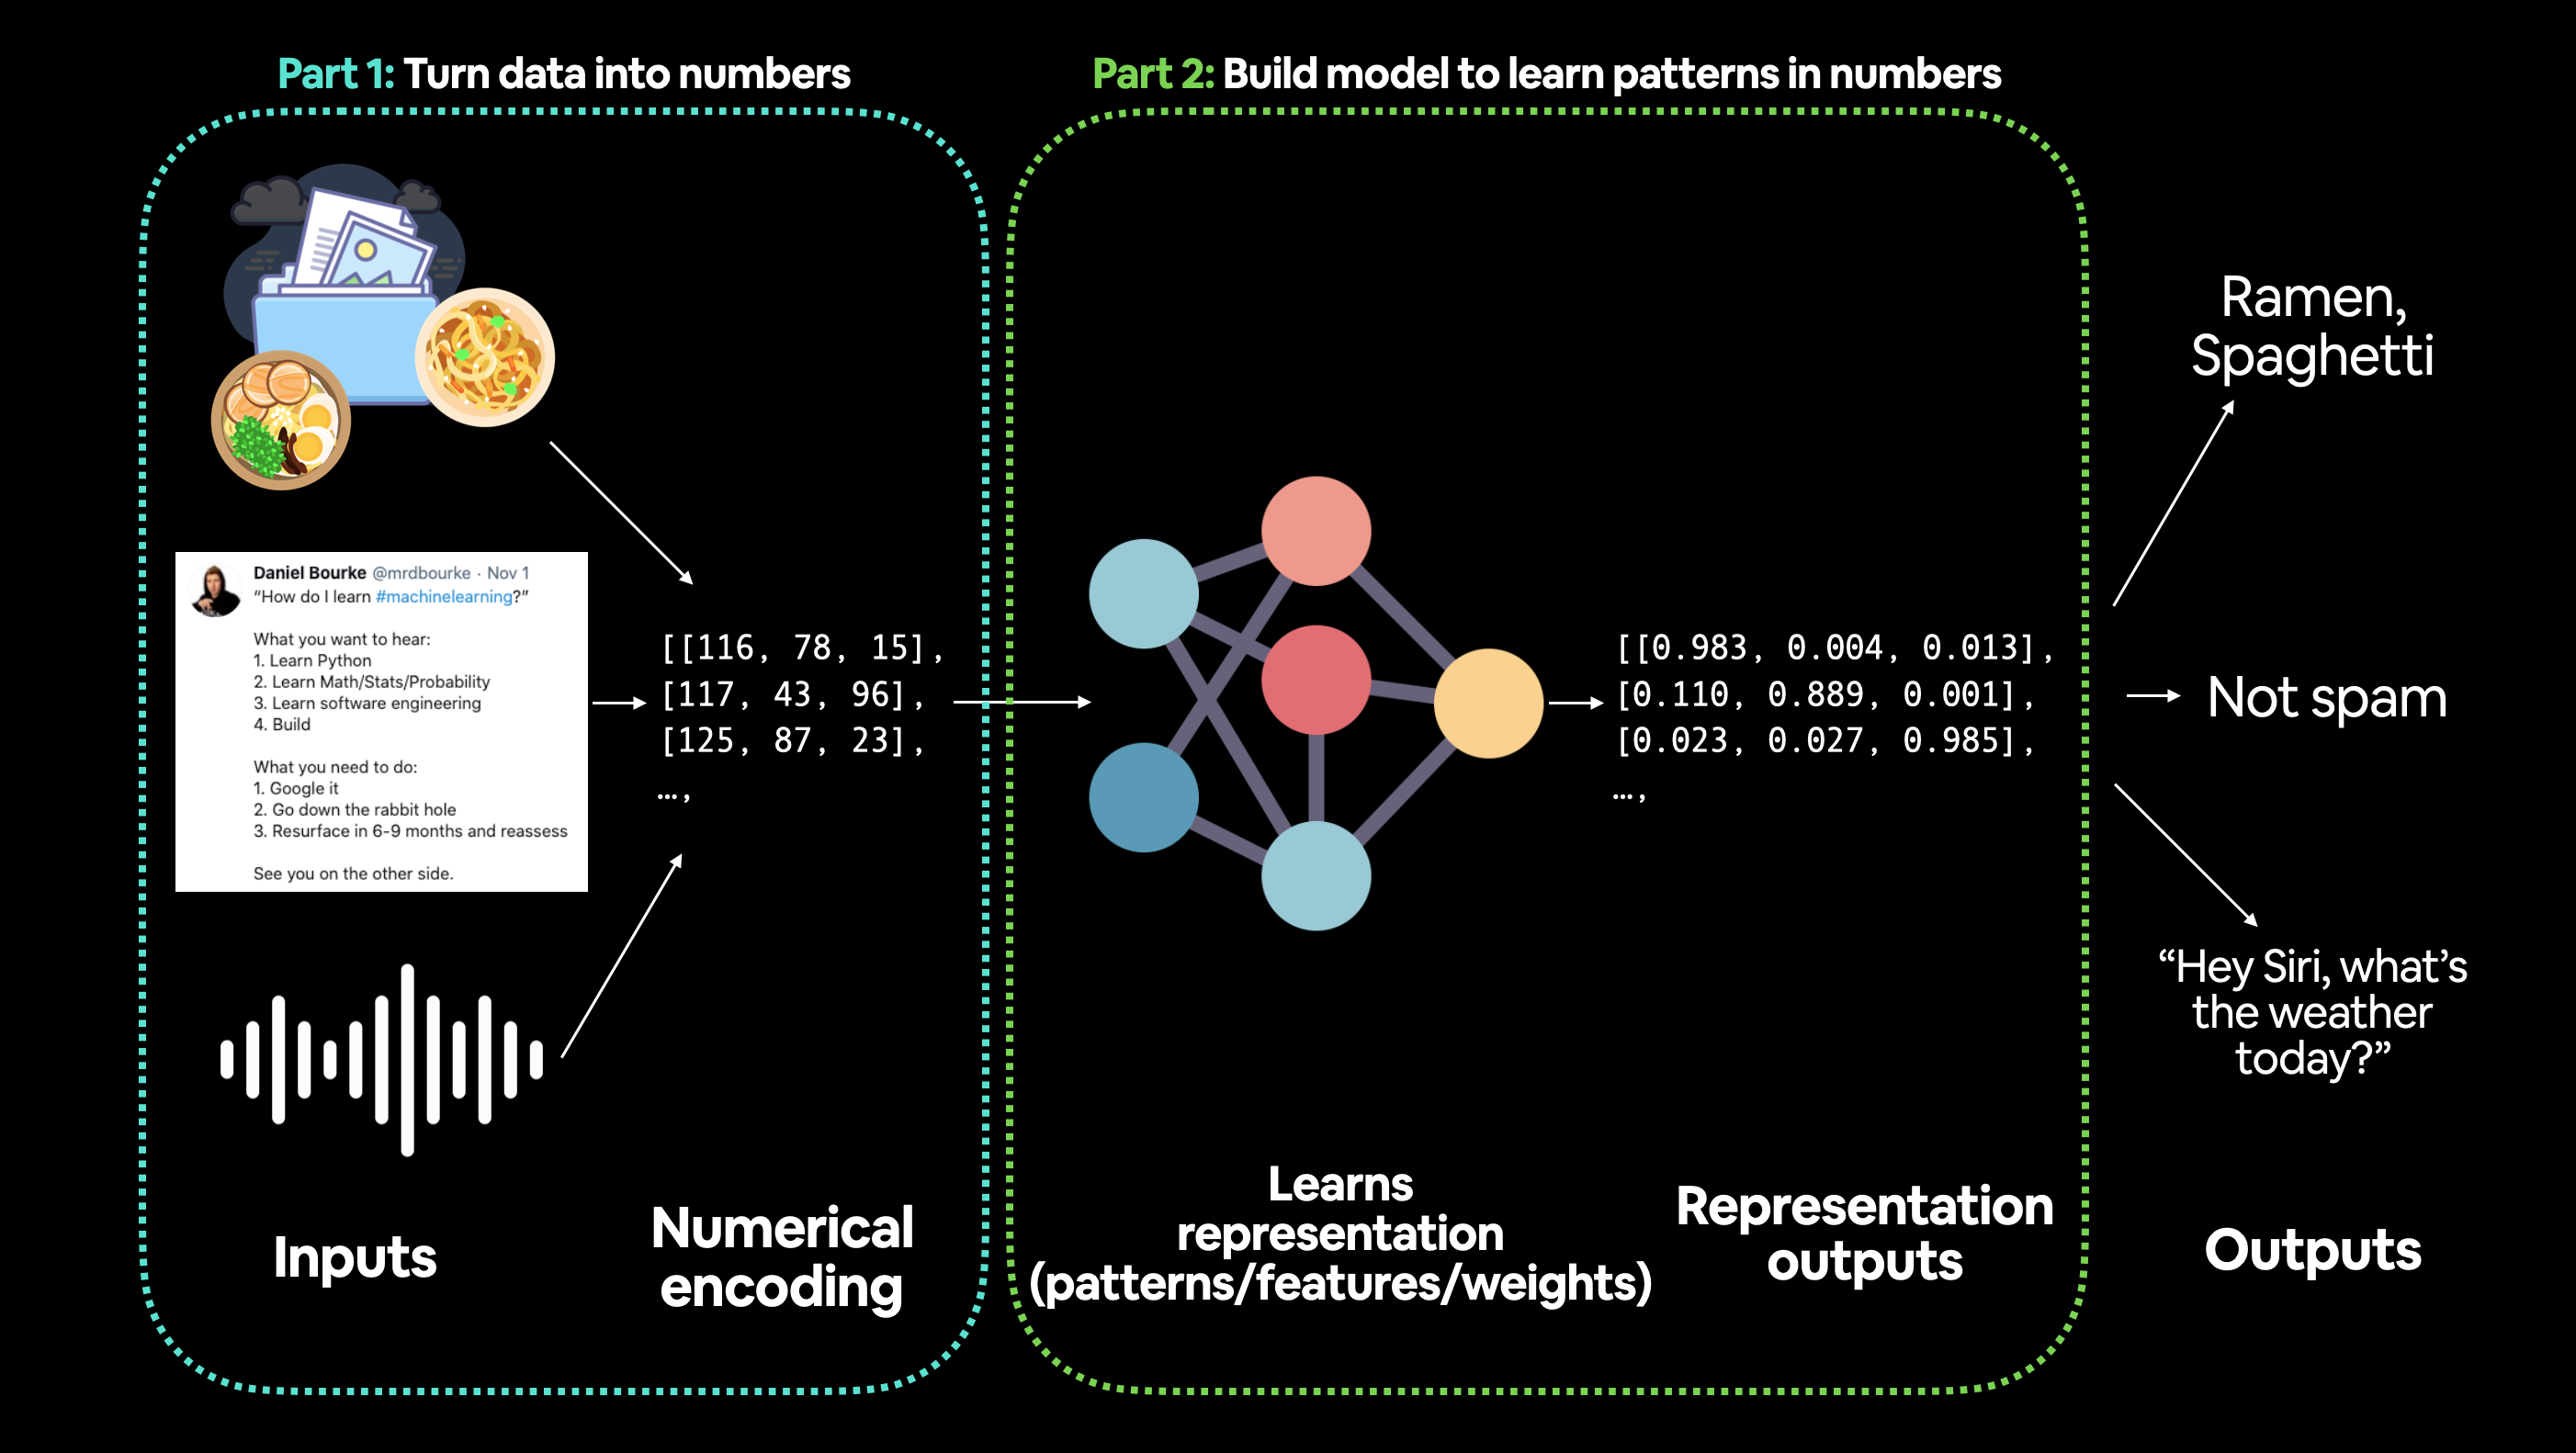 Part 1: Turn data into numbers
Part 2: Build model to learn patterns in numbers
Daniel Bourke @mrdbourke · Nov 1
“How do I learn #machinelearning?”
What you want to hear:
1. Learn Python
2. Learn Math/Stats/Probability
3. Learn software engineering
4. Build
What you need to do:
1. Google it
2. Go down the rabbit hole
3. Resurface in 6-9 months and reassess
See you on the other side.
[[116, 78, 15],
[117, 43, 96],
[125, 87, 23],
…,
[[0.983, 0.004, 0.013],
[0.110, 0.889, 0.001],
[0.023, 0.027, 0.985],
…,
Ramen,
Spaghetti
Not spam
“Hey Siri, what’s
the weather
today?”
Inputs
Numerical
encoding
Learns
representation
(patterns/features/weights)
Representation
outputs
Outputs